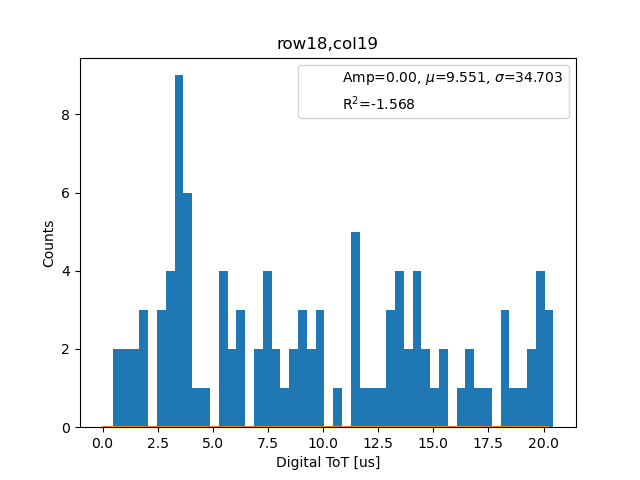 row18,col19
Amp=0.00, μ=9.551, σ=34.703
R²=-1.568
Counts
8
6
4
2
0
0.0 2.5 5.0 7.5 10.0 12.5 15.0 17.5 20.0
Digital ToT [us]